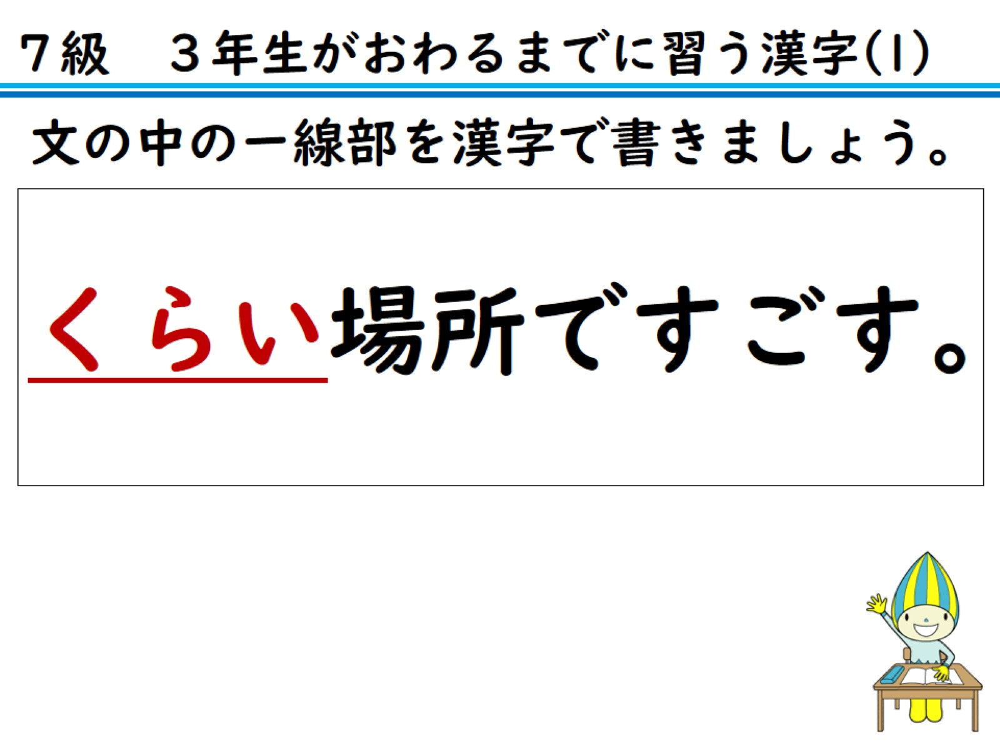 ７級　３年生がおわるまでに習う漢字(1)
文の中の一線部を漢字で書きましょう。
くらい場所ですごす。